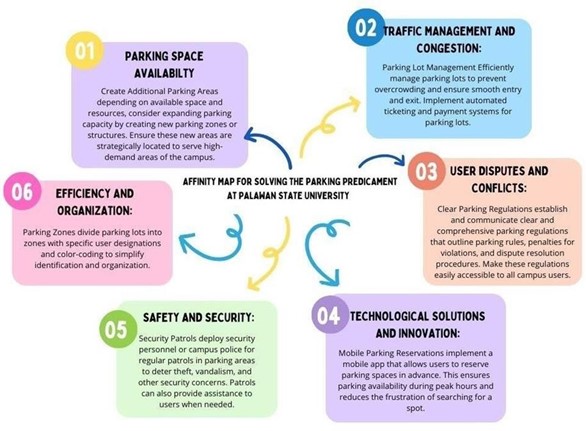 01
PARKING SPACE
AVAILABILTY
Create Additional Parking Areas
depending on available space and
resources, consider expanding parking
capacity by creating new parking zones or
structures. Ensure these new areas are
strategically located to serve high-
demand areas of the campus.
02
TRAFFIC MANAGEMENT AND
CONGESTION:
Parking Lot Management Efficiently
manage parking lots to prevent
overcrowding and ensure smooth entry
and exit. Implement automated
ticketing and payment systems for
parking lots.
AFFINITY MAP FOR SOLVING THE PARKING PREDICAMENT
AT PALAWAN STATE UNIVERSITY
03
USER DISPUTES AND
CONFLICTS:
Clear Parking Regulations establish
and communicate clear and
comprehensive parking regulations
that outline parking rules, penalties for
violations, and dispute resolution
procedures. Make these regulations
easily accessible to all campus users.
06
EFFICIENCY AND
ORGANIZATION:
Parking Zones divide parking lots into
zones with specific user designations
and color-coding to simplify
identification and organization.
05
SAFETY AND SECURITY:
Security Patrols deploy security
personnel or campus police for
regular patrols in parking areas
to deter theft, vandalism, and
other security concerns. Patrols
can also provide assistance to
users when needed.
04
TECHNOLOGICAL SOLUTIONS
AND INNOVATION:
Mobile Parking Reservations implement a
mobile app that allows users to reserve
parking spaces in advance. This ensures
parking availability during peak hours and
reduces the frustration of searching for a
spot.